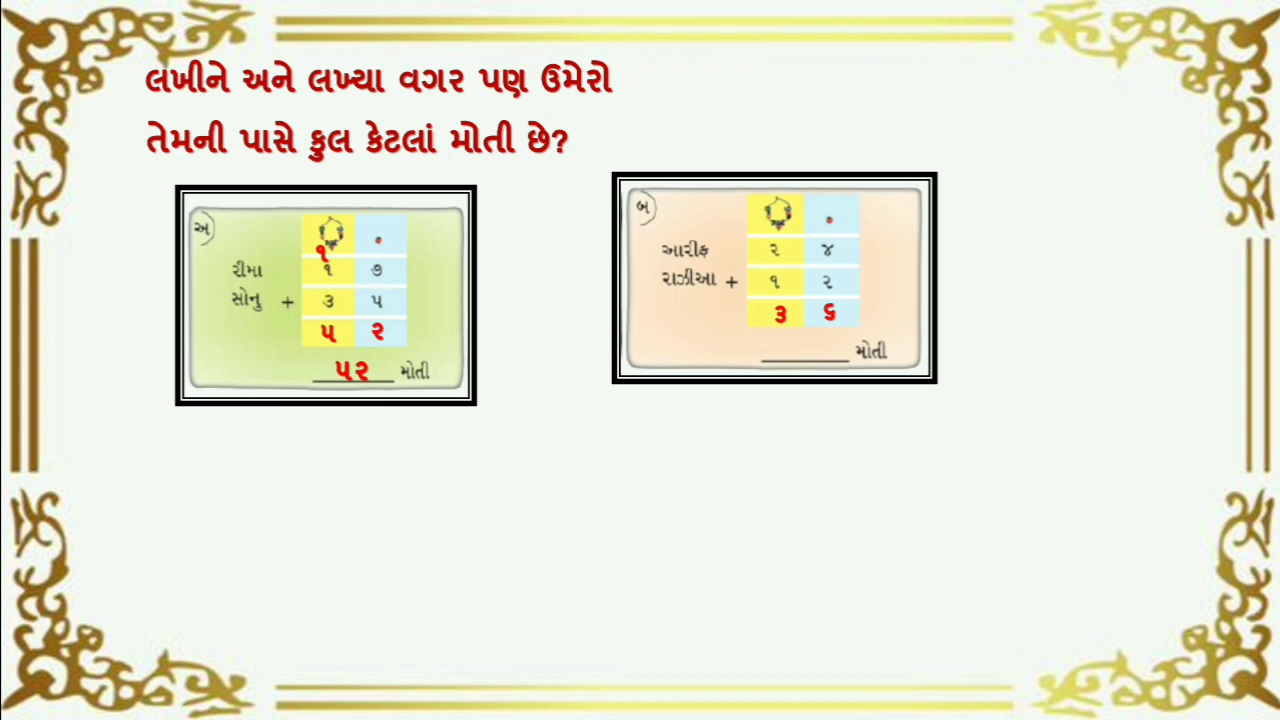 લખીને અને લખ્યા વગર પણ ઉમેરો
તેમની પાસે કુલ કેટલાં મોતી છે?
અ
૧
રીમા ૧ ૭
સોનુ + ૩ ૫
૫ ૨
૫૨ મોતી
બ
આરીફ ૨ ૪
રાઝીઆ + ૧ ૨
૩ ૬
મોતી